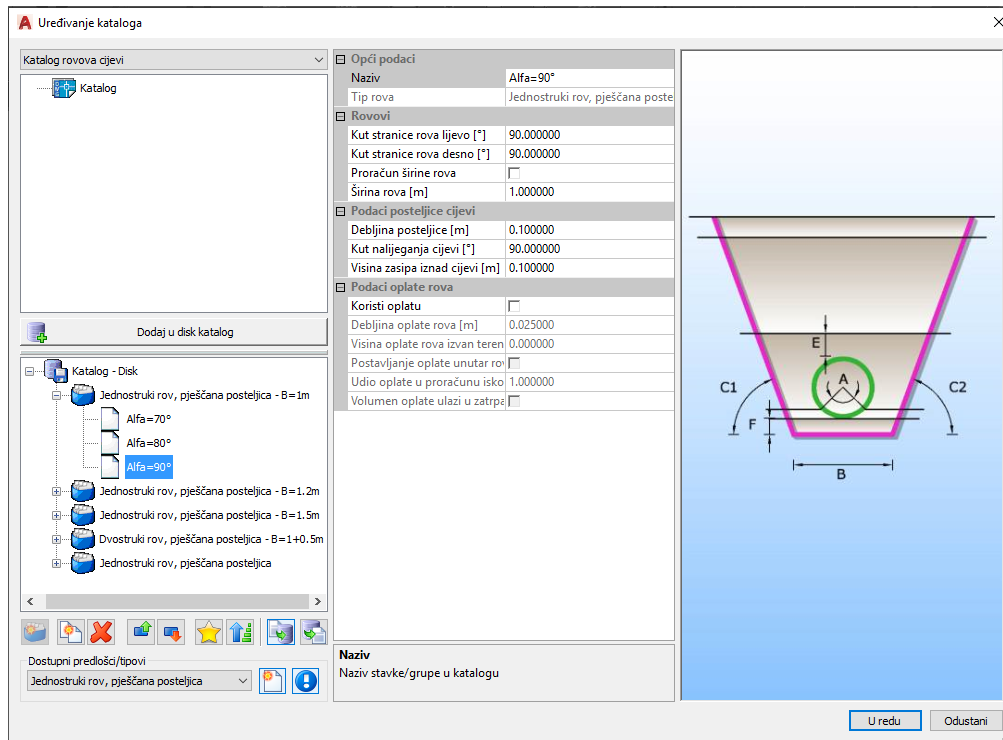 Uređivanje kataloga
Katalog rovova cijevi
Katalog
Dodaj u disk katalog
Katalog - Disk
Jednostruki rov, pješčana posteljica - B=1m
Alfa=70°
Alfa=80°
Alfa=90°
Jednostruki rov, pješčana posteljica - B=1.2m
Jednostruki rov, pješčana posteljica - B=1.5m
Dvostruki rov, pješčana posteljica - B=1+0.5m
Jednostruki rov, pješčana posteljica
Dostupni predlošci/tipovi
Jednostruki rov, pješčana posteljica
Opći podaci
Naziv Alfa=90°
Tip rova Jednostruki rov, pješčana poste
Rovovi
Kut stranice rova lijevo [°] 90.000000
Kut stranice rova desno [°] 90.000000
Proračun širine rova
Širina rova [m] 1.000000
Podaci posteljice cijevi
Debljina posteljice [m] 0.100000
Kut nalijeganja cijevi [°] 90.000000
Visina zasipa iznad cijevi [m] 0.100000
Podaci oplate rova
Koristi oplatu
Debljina oplate rova [m] 0.025000
Visina oplate rova izvan teren 0.000000
Postavljanje oplate unutar rov
Udio oplate u proračunu isko 1.000000
Volumen oplate ulazi u zatrpa
Naziv
Naziv stavke/grupe u katalogu
E
A
C1
C2
F
B
U redu
Odustani